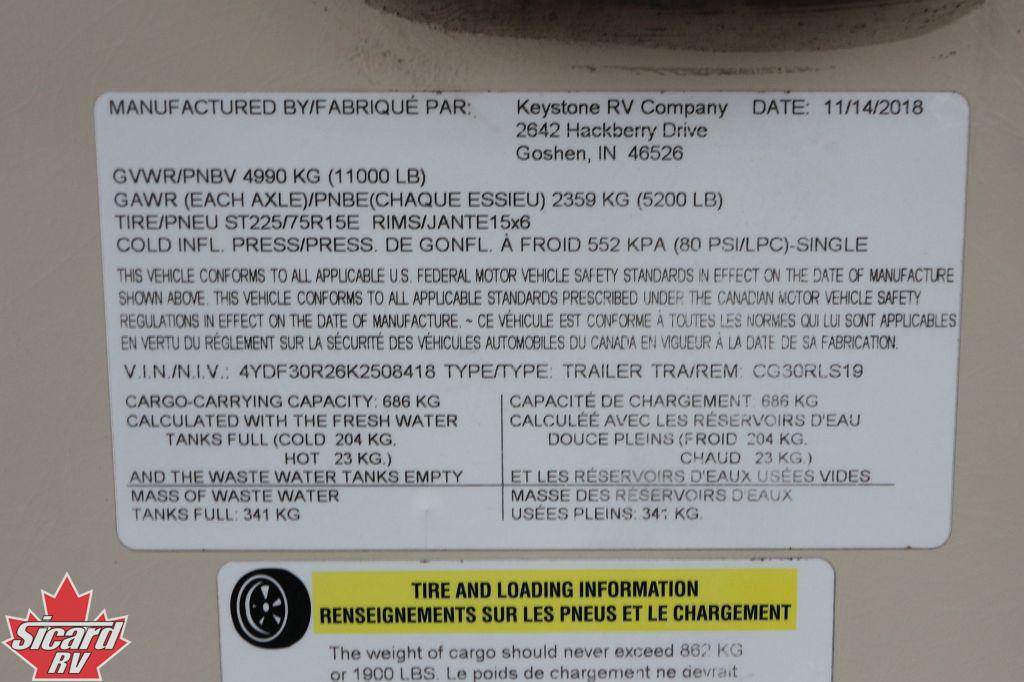 MANUFACTURED BY/FABRIQUÉ PAR: Keystone RV Company DATE: 11/14/2018
2642 Hackberry Drive
Goshen, IN 46526
GVWR/PNBV 4990 KG (11000 LB)
GAWR (EACH AXLE)/PNBE(CHAQUE ESSIEU) 2359 KG (5200 LB)
TIRE/PNEU ST225/75R15E RIMS/JANTE15x6
COLD INFL. PRESS/PRESS. DE GONFL. À FROID 552 KPA (80 PSI/LPC)-SINGLE
THIS VEHICLE CONFORMS TO ALL APPLICABLE U.S. FEDERAL MOTOR VEHICLE SAFETY STANDARDS IN EFFECT ON THE DATE OF MANUFACTURE
SHOWN ABOVE. THIS VEHICLE CONFORMS TO ALL APPLICABLE STANDARDS PRESCRIBED UNDER THE CANADIAN MOTOR VEHICLE SAFETY
REGULATIONS IN EFFECT ON THE DATE OF MANUFACTURE. ~ CE VÉHICULE EST CONFORME À TOUTES LES NORMES QUI LUI SONT APPLICABLES
EN VERTU DU RÉGLEMENT SUR LA SÉCURITÉ DES VÉHICULES AUTOMOBILES DU CANADA EN VIGUEUR À LA DATE DE SA FABRICATION.
V.I.N./N.I.V.: 4YDF30R26K2508418 TYPE/TYPE: TRAILER TRA/REM: CG30RLS19
CARGO-CARRYING CAPACITY: 686 KG
CALCULATED WITH THE FRESH WATER
TANKS FULL (COLD 204 KG.
HOT 23 KG.)
AND THE WASTE WATER TANKS EMPTY
MASS OF WASTE WATER
TANKS FULL: 341 KG
CAPACITÉ DE CHARGEMENT: 686 KG
CALCULÉE AVEC LES RÉSERVOIRS D'EAU
DOUCE PLEINS (FROID 204 KG.
CHAUD 23 KG.)
ET LES RÉSERVOIRS D'EAUX USÉES VIDES
MASSE DES RÉSERVOIRS D'EAUX
USÉES PLEINS: 341 KG.
TIRE AND LOADING INFORMATION
RENSEIGNEMENTS SUR LES PNEUS ET LE CHARGEMENT
The weight of cargo should never exceed 862 KG
or 1900 LBS. Le poids de chargement ne devrait
Sicard
RV